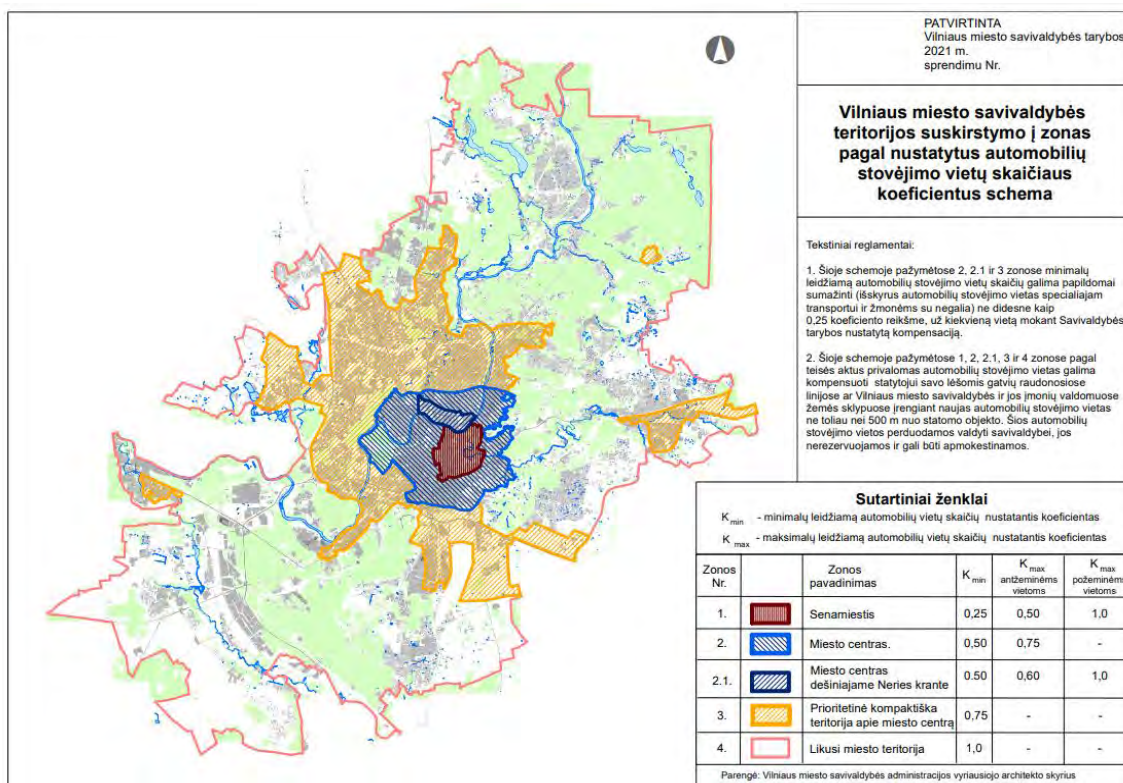 PATVIRTINTA
Vilniaus miesto savivaldybės tarybos
2021 m.
sprendimu Nr.
Vilniaus miesto savivaldybės
teritorijos suskirstymo į zonas
pagal nustatytus automobilių
stovėjimo vietų skaičiaus
koeficientus schema
Tekstiniai reglamentai:
1. Šioje schemoje pažymėtose 2, 2.1 ir 3 zonose minimalų
leidžiamą automobilių stovėjimo vietų skaičių galima papildomai
sumažinti (išskyrus automobilių stovėjimo vietas specialiajam
transportui ir žmonėms su negalia) ne didesne kaip
0,25 koeficiento reikšme, už kiekvieną vietą mokant Savivaldybės
tarybos nustatytą kompensaciją.
2. Šioje schemoje pažymėtose 1, 2, 2.1, 3 ir 4 zonose pagal
teisės aktus privalomas automobilių stovėjimo vietas galima
kompensuoti statytojui savo lėšomis gatvių raudonosiose
linijose ar Vilniaus miesto savivaldybės ir jos įmonių valdomuose
žemės sklypuose įrengiant naujas automobilių stovėjimo vietas
ne toliau nei 500 m nuo statomo objekto. Šios automobilių
stovėjimo vietos perduodamos valdyti savivaldybei, jos
nerezervuojamos ir gali būti apmokestinamos.
Sutartiniai ženklai
K min - minimalų leidžiamą automobilių vietų skaičių nustatantis koeficientas
K max - maksimalų leidžiamą automobilių vietų skaičių nustatantis koeficientas
Zonos Nr. Zonos pavadinimas K min K max antžeminėms vietoms K max požeminėms vietoms
1. Senamiestis 0,25 0,50 1,0
2. Miesto centras. 0,50 0,75 -
2.1. Miesto centras dešiniajame Neries krante 0.50 0,60 1,0
3. Prioritetinė kompaktiška teritorija apie miesto centrą 0,75 - -
4. Likusi miesto teritorija 1,0 - -
Parengė: Vilniaus miesto savivaldybės administracijos vyriausiojo architekto skyrius